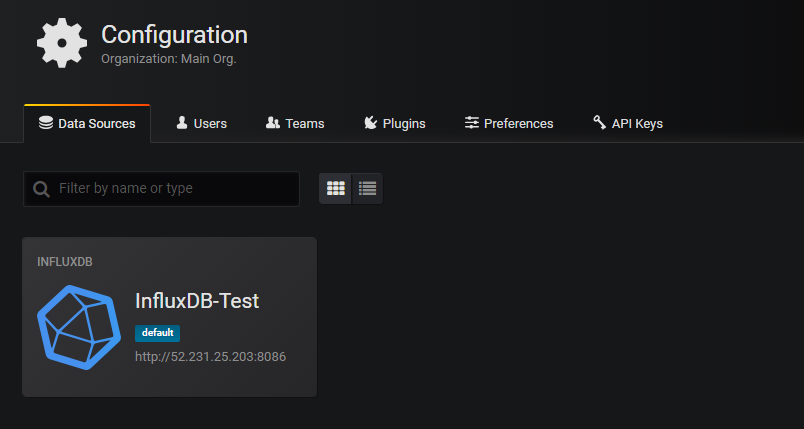 Configuration
Organization: Main Org.
Data Sources
Users
Teams
Plugins
Preferences
API Keys
Filter by name or type
INFLUXDB
InfluxDB-Test
default
http://52.231.25.203:8086